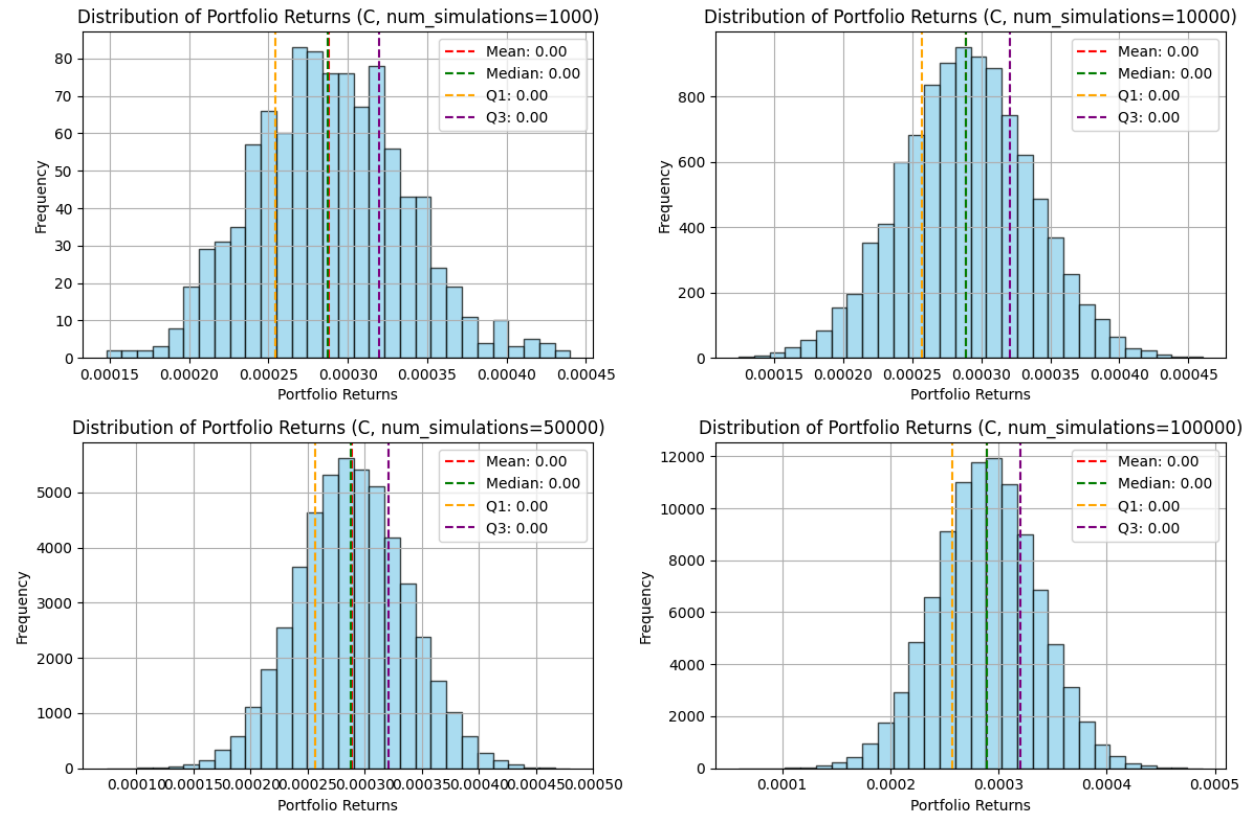 Distribution of Portfolio Returns (C, num_simulations=1000)
Mean: 0.00
Median: 0.00
Q1: 0.00
Q3: 0.00
80
70
60
50
40
30
20
10
0
Frequency
0.00015 0.00020 0.00025 0.00030 0.00035 0.00040 0.00045
Portfolio Returns
Distribution of Portfolio Returns (C, num_simulations=10000)
Mean: 0.00
Median: 0.00
Q1: 0.00
Q3: 0.00
800
600
400
200
0
Frequency
0.00015 0.00020 0.00025 0.00030 0.00035 0.00040 0.00045
Portfolio Returns
Distribution of Portfolio Returns (C, num_simulations=50000)
Mean: 0.00
Median: 0.00
Q1: 0.00
Q3: 0.00
5000
4000
3000
2000
1000
0
Frequency
0.00010 0.00015 0.00020 0.00025 0.00030 0.00035 0.00040 0.00045 0.00050
Portfolio Returns
Distribution of Portfolio Returns (C, num_simulations=100000)
Mean: 0.00
Median: 0.00
Q1: 0.00
Q3: 0.00
12000
10000
8000
6000
4000
2000
0
Frequency
0.0001 0.0002 0.0003 0.0004 0.0005
Portfolio Returns